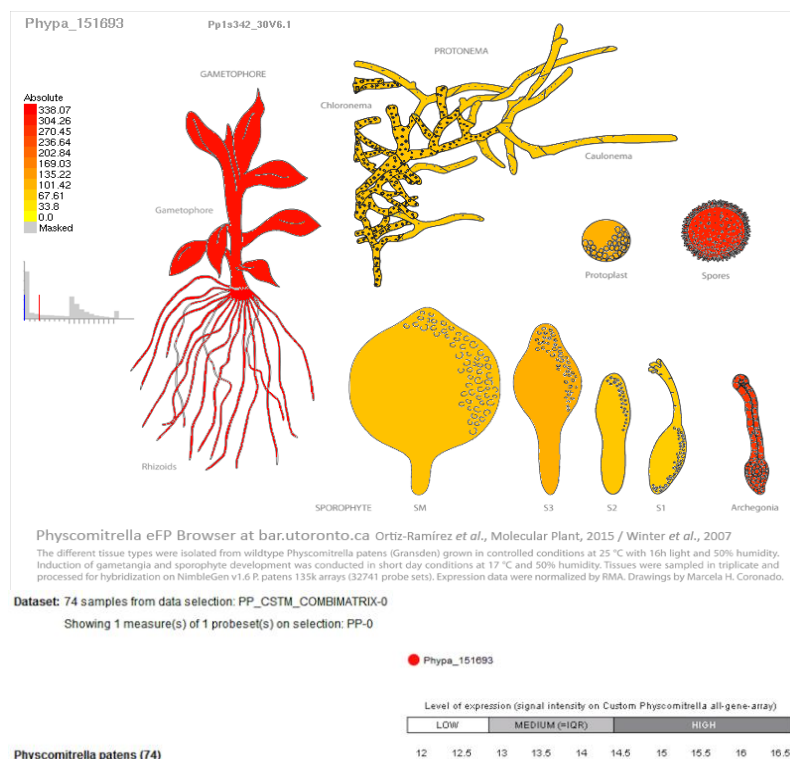 Phypa_151693
Pp1s342_30V6.1
GAMETOPHORE
PROTONEMA
Absolute
338.07
304.26
270.45
236.64
202.84
169.03
135.22
101.42
67.61
33.8
0.0
Masked
Chloronema
Caulonema
Gametophore
Protoplast
Spores
Rhizoids
SPOROPHYTE
SM
S3
S2
S1
Archegonia
Physcomitrella eFP Browser at bar.utoronto.ca Ortiz-Ramírez et al., Molecular Plant, 2015 / Winter et al., 2007
The different tissue types were isolated from wildtype Physcomitrella patens (Gransden) grown in controlled conditions at 25 °C with 16h light and 50% humidity.
Induction of gametangia and sporophyte development was conducted in short day conditions at 17 °C and 50% humidity. Tissues were sampled in triplicate and
processed for hybridization on NimbleGen v1.6 P. patens 135k arrays (32741 probe sets). Expression data were normalized by RMA. Drawings by Marcela H. Coronado.
Dataset: 74 samples from data selection: PP_CSTM_COMBIMATRIX-0
Showing 1 measure(s) of 1 probeset(s) on selection: PP-0
Phypa_151693
Level of expression (signal intensity on Custom Physcomitrella all-gene-array)
LOW MEDIUM (=IQR) HIGH
Physcomitrella patens (74) 12 12.5 13 13.5 14 14.5 15 15.5 16 16.5